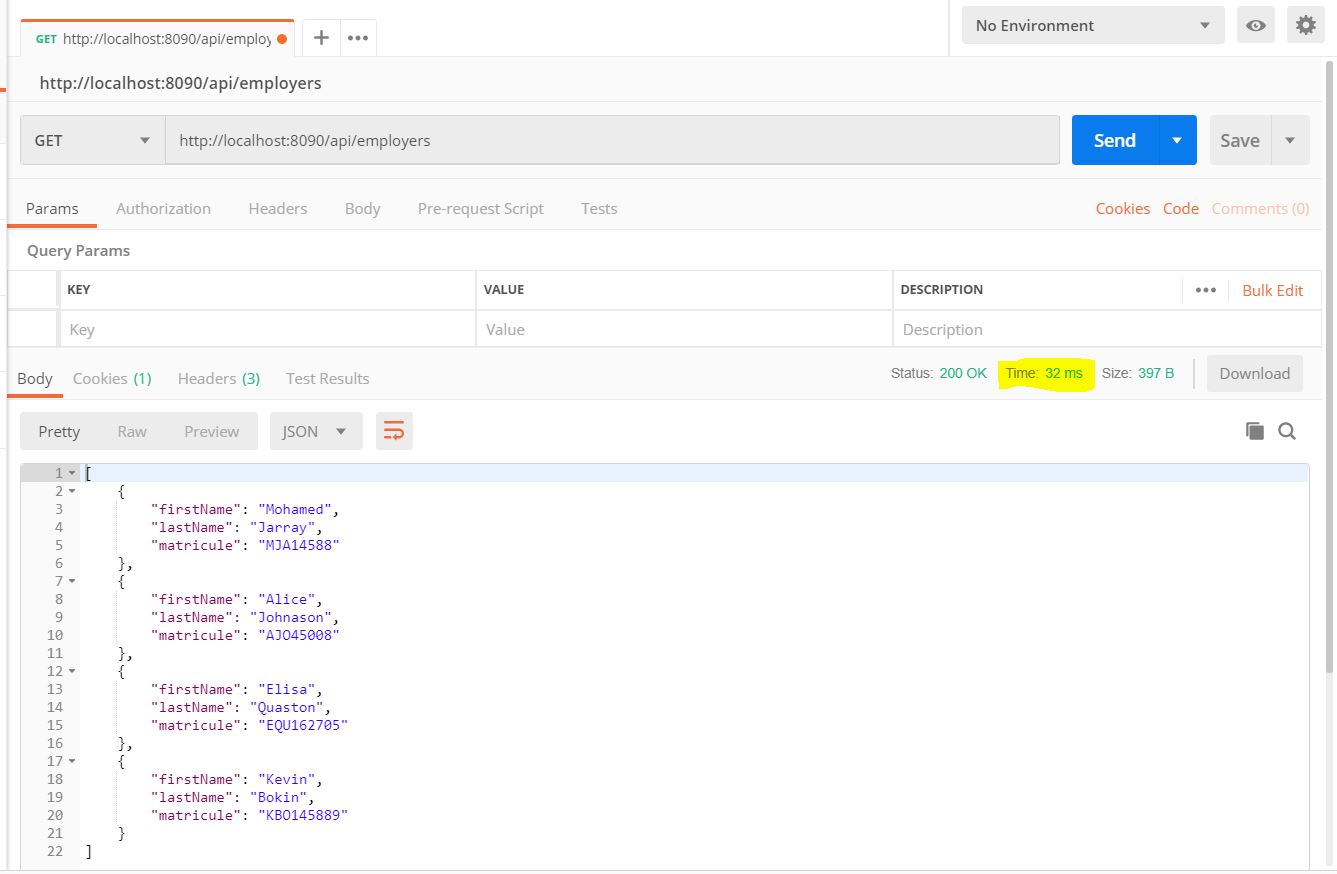 GET http://localhost:8090/api/employ
No Environment
http://localhost:8090/api/employers
GET http://localhost:8090/api/employers Send Save
Params Authorization Headers Body Pre-request Script Tests Cookies Code Comments (0)
Query Params
KEY VALUE DESCRIPTION Bulk Edit
Key Value Description
Body Cookies (1) Headers (3) Test Results Status: 200 OK Time: 32 ms Size: 397 B Download
Pretty Raw Preview JSON
1 [
2 {
3 "firstName": "Mohamed",
4 "lastName": "Jarray",
5 "matricule": "MJA14588"
6 },
7 {
8 "firstName": "Alice",
9 "lastName": "Johnason",
10 "matricule": "AJO45008"
11 },
12 {
13 "firstName": "Elisa",
14 "lastName": "Quaston",
15 "matricule": "EQU162705"
16 },
17 {
18 "firstName": "Kevin",
19 "lastName": "Bokin",
20 "matricule": "KBO145889"
21 }
22 ]